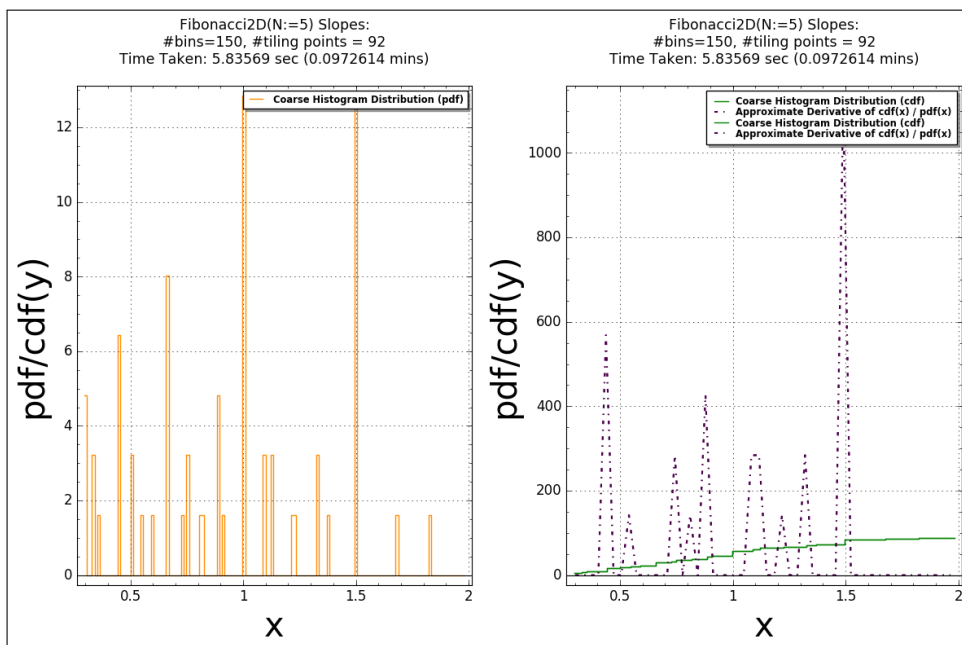 Fibonacci2D(N:=5) Slopes:
#bins=150, #tiling points = 92
Time Taken: 5.83569 sec (0.0972614 mins)
Coarse Histogram Distribution (pdf)
12
10
8
6
4
2
0
pdf/cdf(y)
0.5
1
1.5
2
x
Fibonacci2D(N:=5) Slopes:
#bins=150, #tiling points = 92
Time Taken: 5.83569 sec (0.0972614 mins)
Coarse Histogram Distribution (cdf)
Approximate Derivative of cdf(x) / pdf(x)
Coarse Histogram Distribution (cdf)
Approximate Derivative of cdf(x) / pdf(x)
1000
800
600
400
200
0
pdf/cdf(y)
0.5
1
1.5
2
x